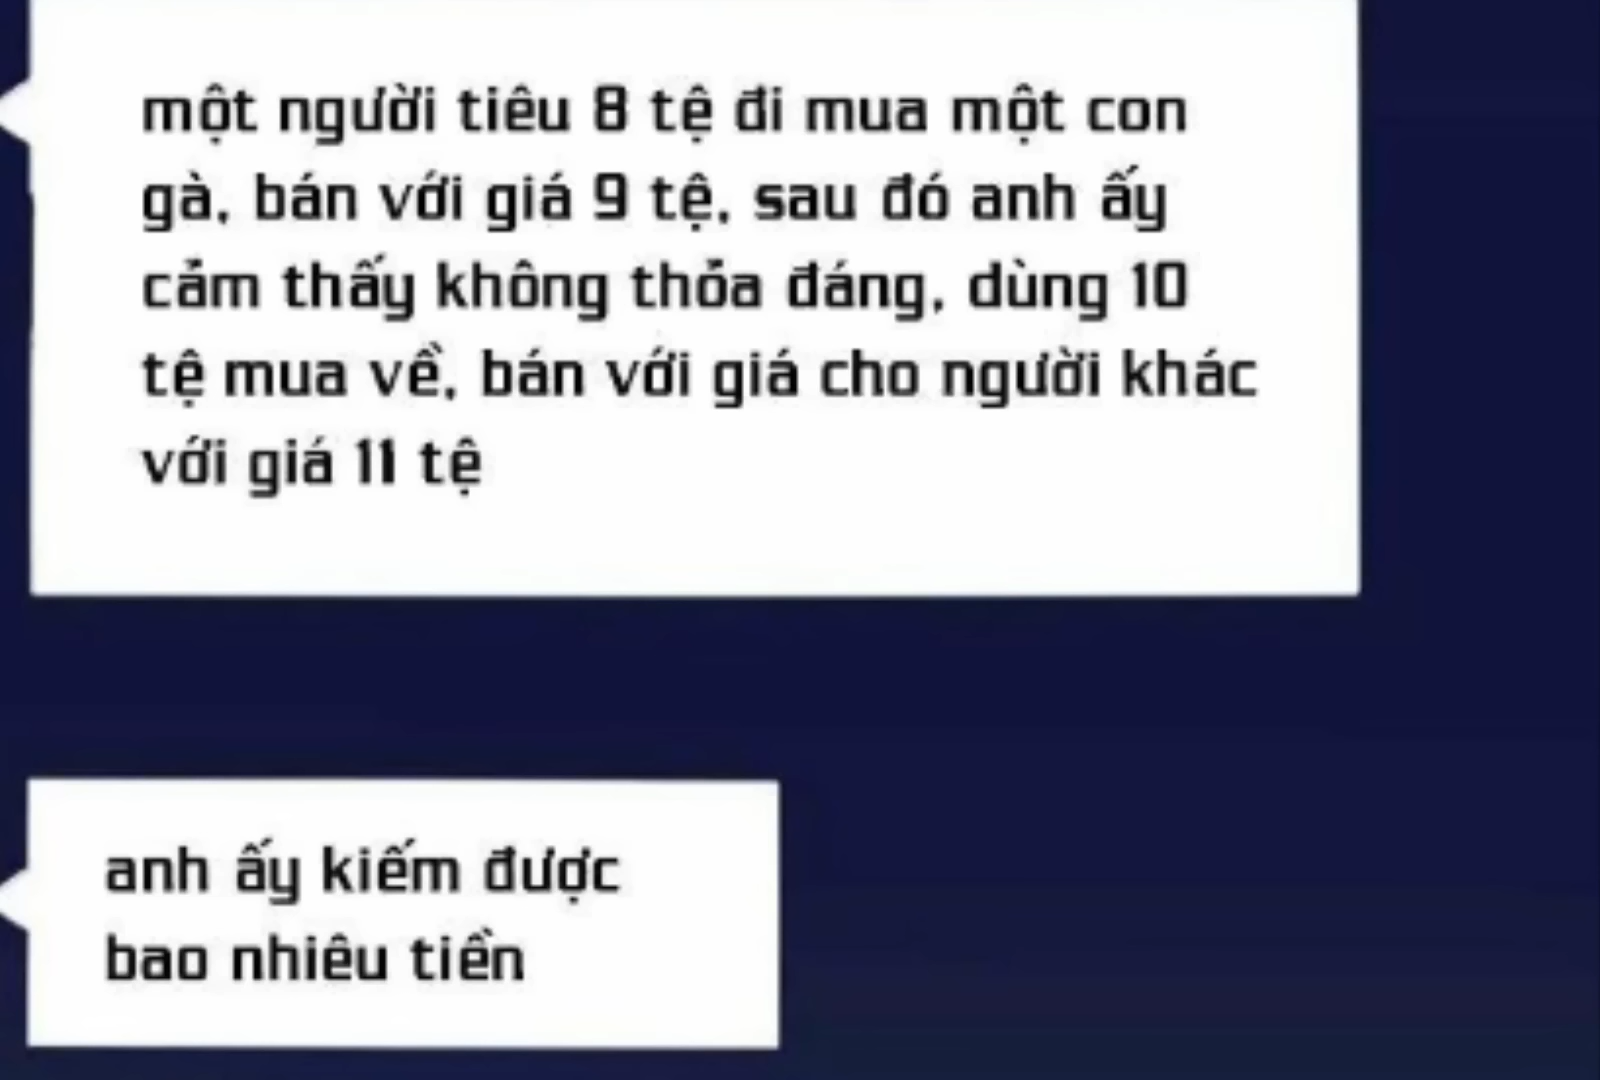 một người tiêu 8 tệ đi mua một con
gà, bán với giá 9 tệ, sau đó anh ấy
cảm thấy không thỏa đáng, dùng 10
tệ mua về, bán với giá cho người khác
với giá 11 tệ
anh ấy kiếm được
bao nhiêu tiền